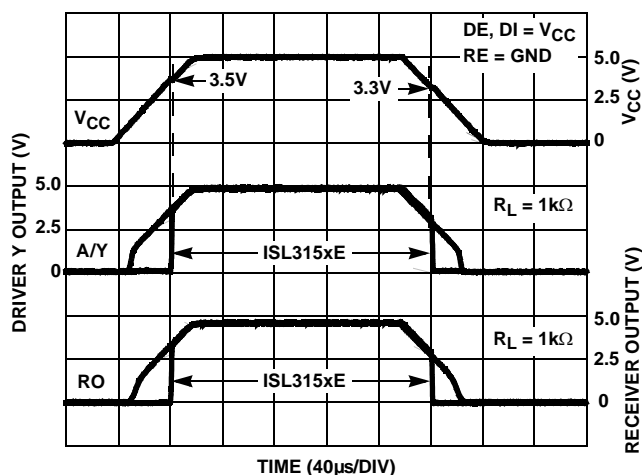 DE, DI = VCC
RE = GND
5.0
3.5V
3.3V
2.5
VCC
0
VCC (V)
DRIVER Y OUTPUT (V)
5.0
RL = 1kΩ
2.5
A/Y
ISL315xE
0
RECEIVER OUTPUT (V)
5.0
RL = 1kΩ
2.5
RO
ISL315xE
0
TIME (40µs/DIV)